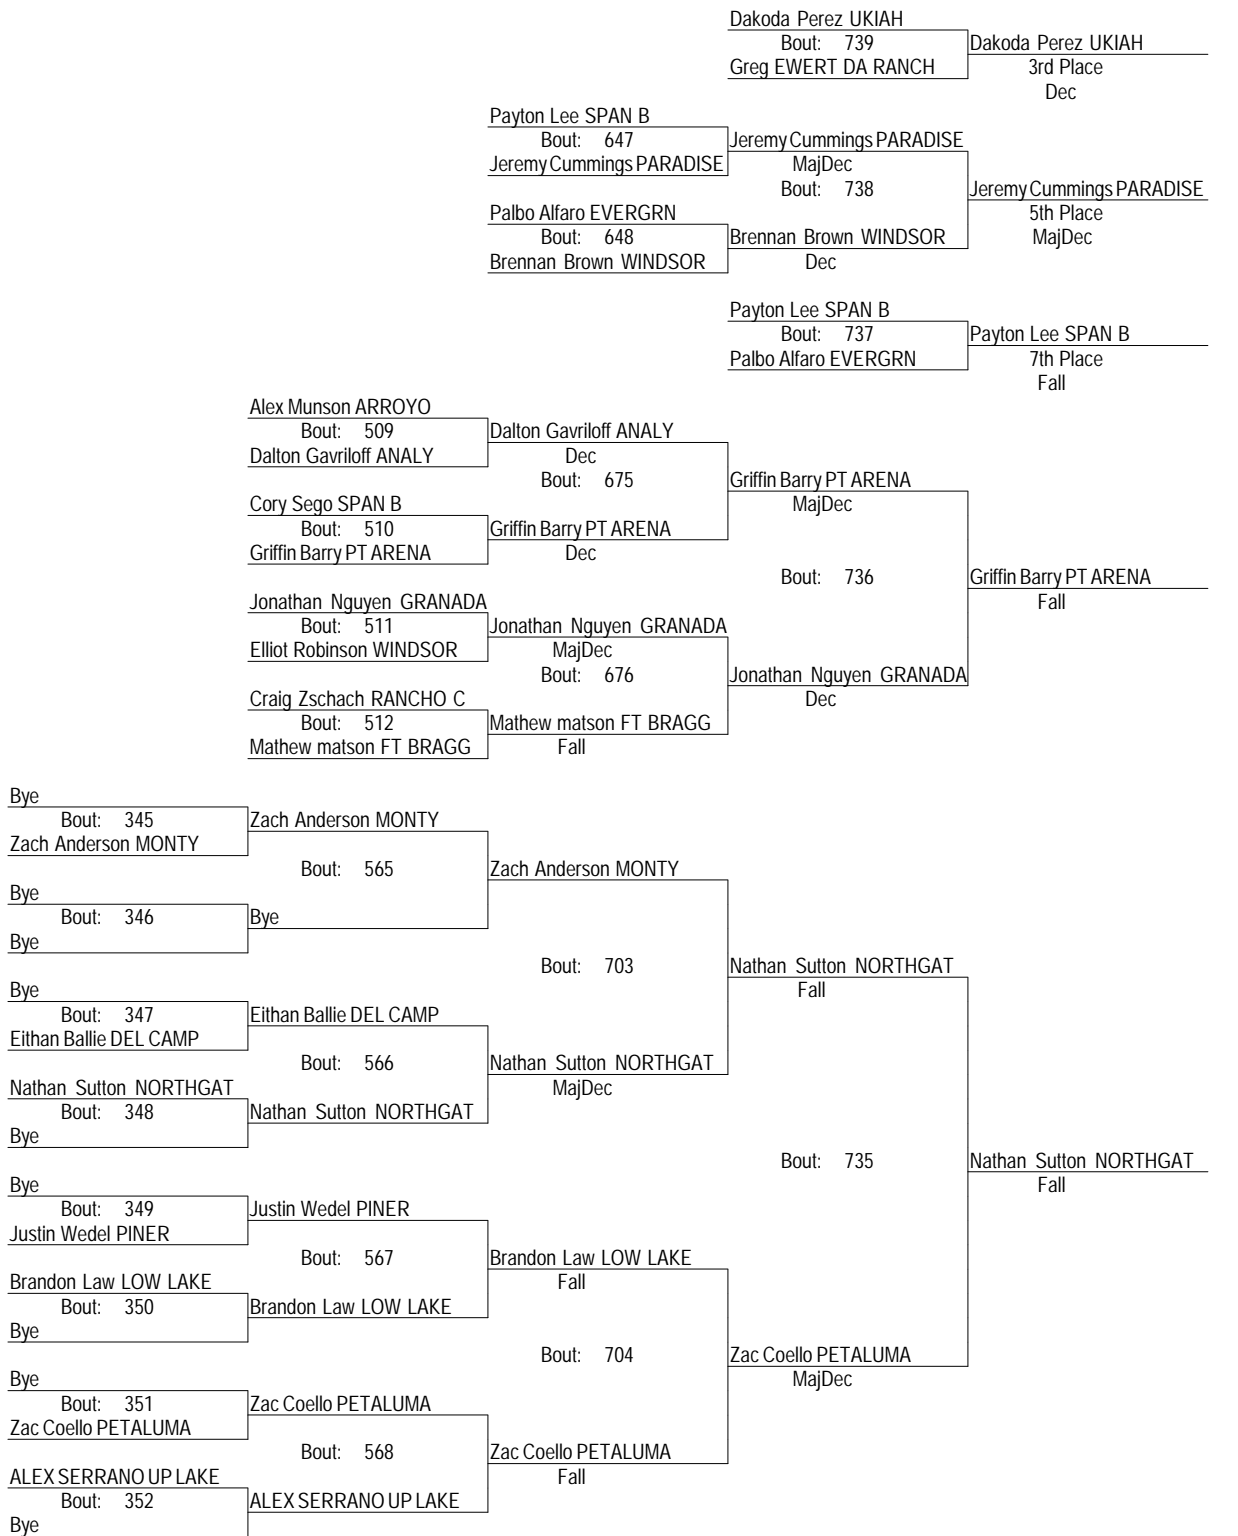 Dakoda Perez UKIAH
Bout: 739
Dakoda Perez UKIAH
Greg EWERT DA RANCH
3rd Place
Dec
Payton Lee SPAN B
Bout: 647
Jeremy Cummings PARADISE
Jeremy Cummings PARADISE
MajDec
Bout: 738
Jeremy Cummings PARADISE
5th Place
MajDec
Palbo Alfaro EVERGRN
Bout: 648
Brennan Brown WINDSOR
Brennan Brown WINDSOR
Dec
Payton Lee SPAN B
Bout: 737
Payton Lee SPAN B
Palbo Alfaro EVERGRN
7th Place
Fall
Alex Munson ARROYO
Bout: 509
Dalton Gavriloff ANALY
Dalton Gavriloff ANALY
Dec
Bout: 675
Griffin Barry PT ARENA
MajDec
Cory Sego SPAN B
Bout: 510
Griffin Barry PT ARENA
Griffin Barry PT ARENA
Dec
Bout: 736
Griffin Barry PT ARENA
Fall
Jonathan Nguyen GRANADA
Bout: 511
Jonathan Nguyen GRANADA
Elliot Robinson WINDSOR
MajDec
Bout: 676
Jonathan Nguyen GRANADA
Dec
Craig Zschach RANCHO C
Bout: 512
Mathew matson FT BRAGG
Mathew matson FT BRAGG
Fall
Bye
Bout: 345
Zach Anderson MONTY
Zach Anderson MONTY
Bout: 565
Zach Anderson MONTY
Bye
Bout: 346
Bye
Bye
Bout: 703
Nathan Sutton NORTHGAT
Fall
Bye
Bout: 347
Eithan Ballie DEL CAMP
Eithan Ballie DEL CAMP
Bout: 566
Nathan Sutton NORTHGAT
MajDec
Nathan Sutton NORTHGAT
Bout: 348
Nathan Sutton NORTHGAT
Bye
Bout: 735
Nathan Sutton NORTHGAT
Fall
Bye
Bout: 349
Justin Wedel PINER
Justin Wedel PINER
Bout: 567
Brandon Law LOW LAKE
Fall
Brandon Law LOW LAKE
Bout: 350
Brandon Law LOW LAKE
Bye
Bout: 704
Zac Coello PETALUMA
MajDec
Bye
Bout: 351
Zac Coello PETALUMA
Zac Coello PETALUMA
Bout: 568
Zac Coello PETALUMA
Fall
ALEX SERRANO UP LAKE
Bout: 352
ALEX SERRANO UP LAKE
Bye